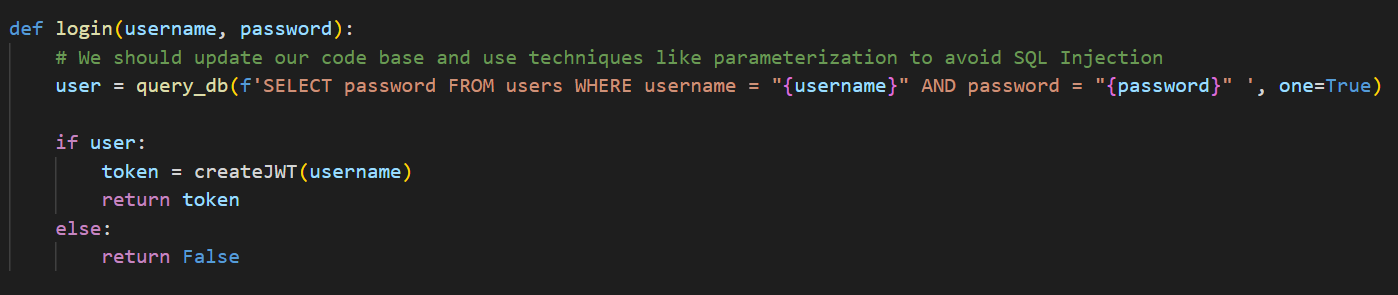 def login(username, password):
    # We should update our code base and use techniques like parameterization to avoid SQL Injection
    user = query_db(f'SELECT password FROM users WHERE username = "{username}" AND password = "{password}" ', one=True)
    if user:
        token = createJWT(username)
        return token
    else:
        return False